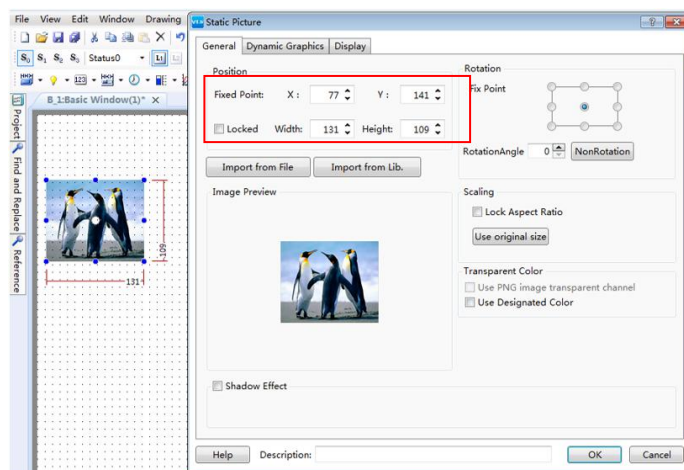 File View Edit Window Drawing
S₀ S₁ S₂ S₃ Status0 L1
123
B_1:Basic Window(1)* ×
Project
Find and Replace
Reference
109
131
Static Picture
General Dynamic Graphics Display
Position
Fixed Point: X : 77 Y : 141
Locked Width: 131 Height: 109
Import from File Import from Lib.
Image Preview
Shadow Effect
Rotation
Fix Point
RotationAngle 0 NonRotation
Scaling
Lock Aspect Ratio
Use original size
Transparent Color
Use PNG image transparent channel
Use Designated Color
Help Description: OK Cancel